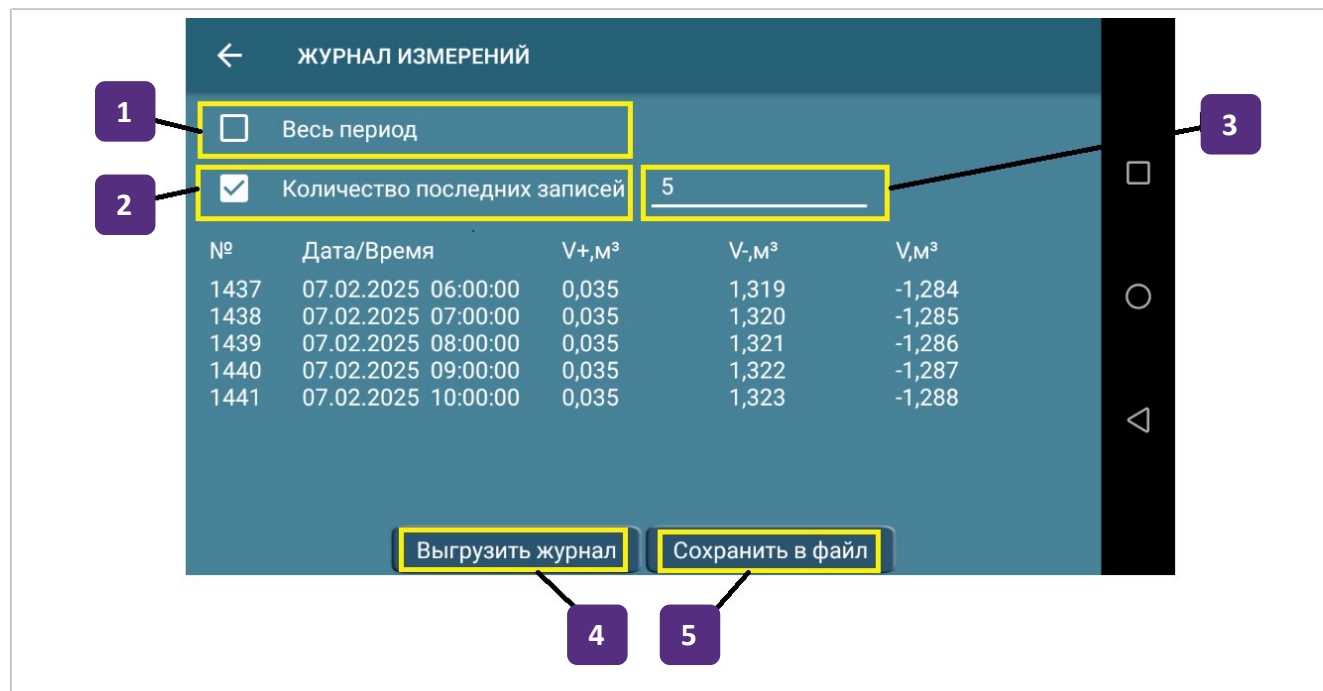 ЖУРНАЛ ИЗМЕРЕНИЙ
1
Весь период
3
2
Количество последних записей 5
№ Дата/Время V+,м³ V-,м³ V,м³
1437 07.02.2025 06:00:00 0,035 1,319 -1,284
1438 07.02.2025 07:00:00 0,035 1,320 -1,285
1439 07.02.2025 08:00:00 0,035 1,321 -1,286
1440 07.02.2025 09:00:00 0,035 1,322 -1,287
1441 07.02.2025 10:00:00 0,035 1,323 -1,288
Выгрузить журнал Сохранить в файл
4 5